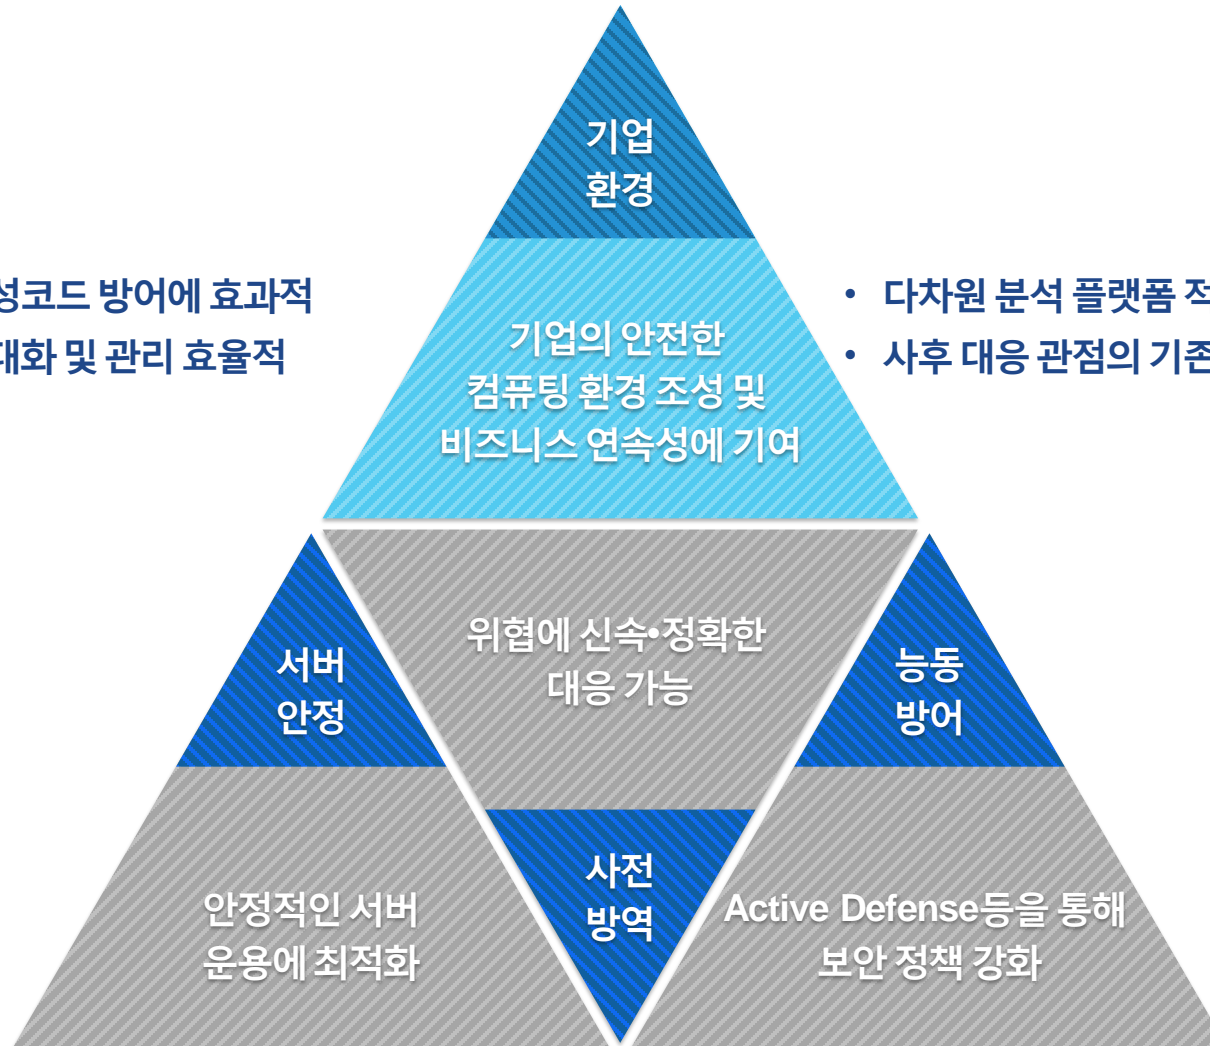 기업
환경
성코드 방어에 효과적
대화 및 관리 효율적
• 다차원 분석 플랫폼 적
• 사후 대응 관점의 기존
기업의 안전한
컴퓨팅 환경 조성 및
비즈니스 연속성에 기여
위협에 신속•정확한
대응 가능
서버
안정
능동
방어
사전
방역
안정적인 서버
운용에 최적화
Active Defense등을 통해
보안 정책 강화